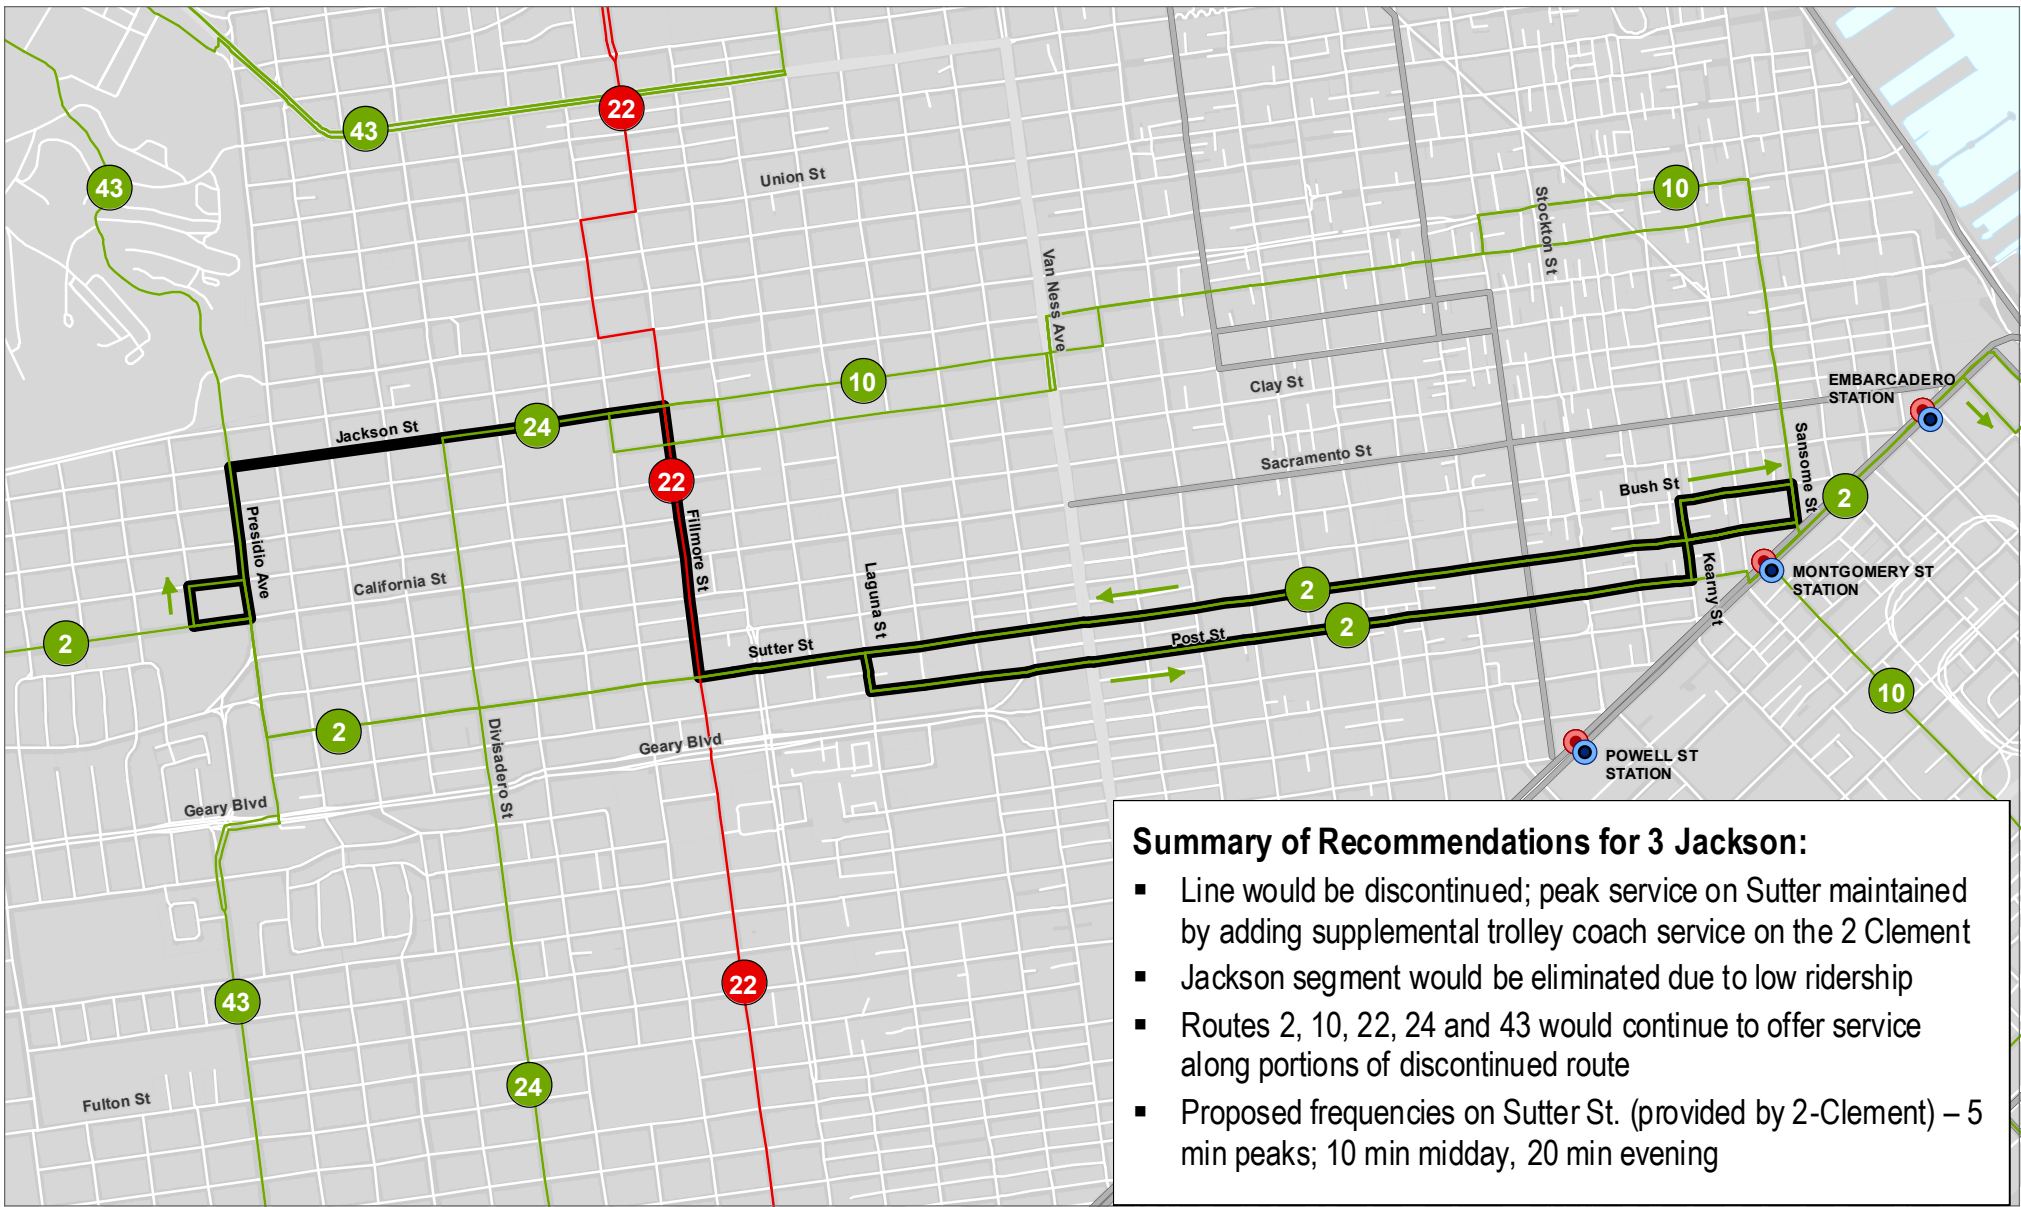 22
43
43
Union St
10
Stockton St
Van Ness Ave
10
Clay St
EMBARCADERO
STATION
24
Jackson St
Sacramento St
Sansome St
22
Bush St
2
Presidio Ave
Fillmore St
California St
Laguna St
Kearny St
MONTGOMERY ST
STATION
2
2
Post St
2
Sutter St
10
2
Divisadero St
Geary Blvd
POWELL ST
STATION
Geary Blvd
22
43
24
Fulton St
Summary of Recommendations for 3 Jackson:
▪ Line would be discontinued; peak service on Sutter maintained
by adding supplemental trolley coach service on the 2 Clement
▪ Jackson segment would be eliminated due to low ridership
▪ Routes 2, 10, 22, 24 and 43 would continue to offer service
along portions of discontinued route
▪ Proposed frequencies on Sutter St. (provided by 2-Clement) – 5
min peaks; 10 min midday, 20 min evening